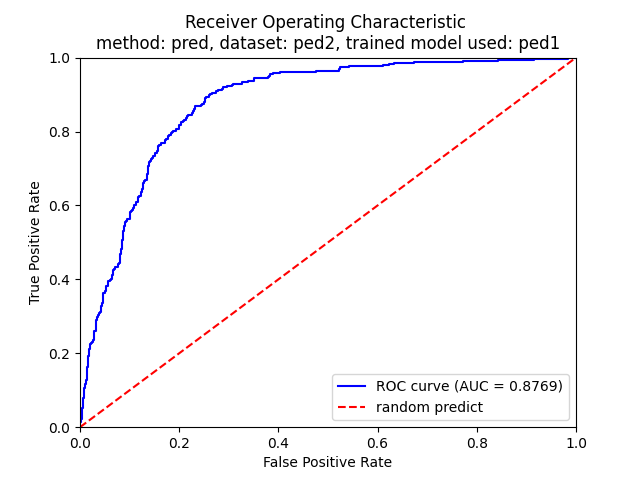 Receiver Operating Characteristic
method: pred, dataset: ped2, trained model used: ped1
True Positive Rate
1.0
0.8
0.6
0.4
0.2
0.0
ROC curve (AUC = 0.8769)
random predict
0.0 0.2 0.4 0.6 0.8 1.0
False Positive Rate